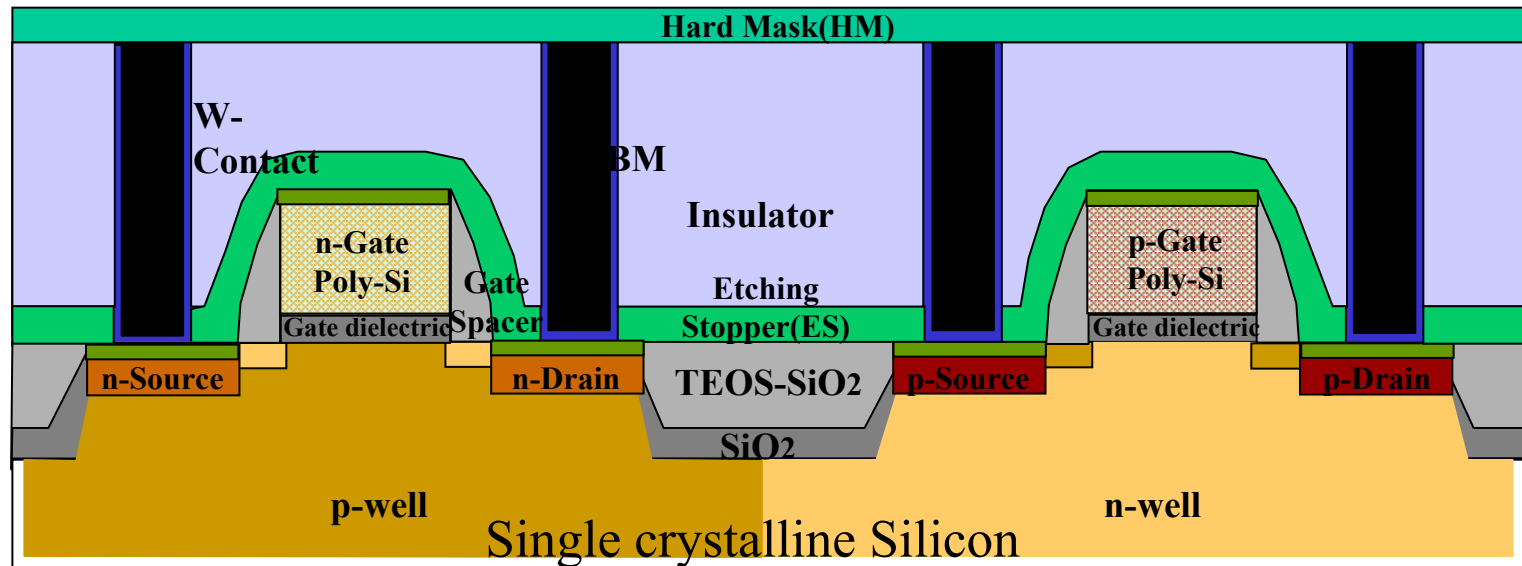 Hard Mask(HM)
W-
Contact
BM
Insulator
n-Gate
Poly-Si
p-Gate
Poly-Si
Gate
Spacer
Etching
Stopper(ES)
Gate dielectric
Gate dielectric
n-Source
n-Drain
TEOS-SiO2
p-Source
p-Drain
SiO2
p-well
n-well
Single crystalline Silicon